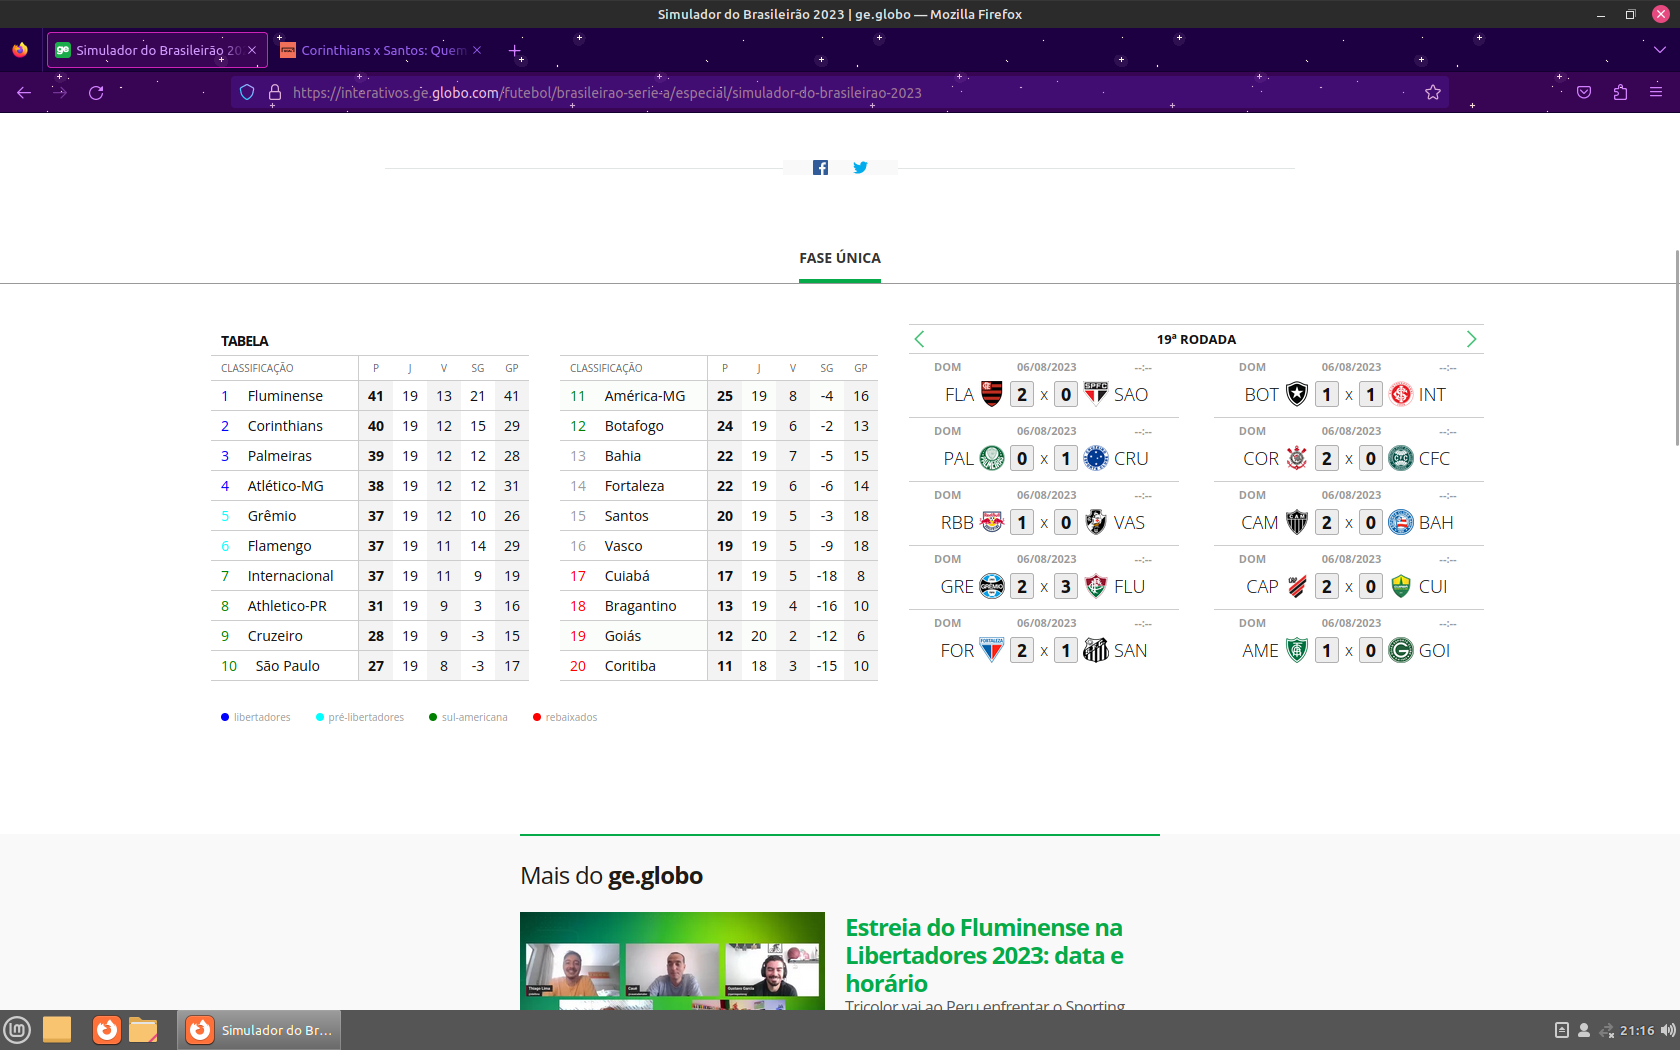 Simulador do Brasileirão 2023 | ge.globo — Mozilla Firefox
ge Simulador do Brasileirão 20
Corinthians x Santos: Quem
https://interativos.ge.globo.com/futebol/brasileirao-serie-a/especial/simulador-do-brasileirao-2023
FASE ÚNICA
TABELA
CLASSIFICAÇÃO P J V SG GP
1 Fluminense 41 19 13 21 41
2 Corinthians 40 19 12 15 29
3 Palmeiras 39 19 12 12 28
4 Atlético-MG 38 19 12 12 31
5 Grêmio 37 19 12 10 26
6 Flamengo 37 19 11 14 29
7 Internacional 37 19 11 9 19
8 Athletico-PR 31 19 9 3 16
9 Cruzeiro 28 19 9 -3 15
10 São Paulo 27 19 8 -3 17
CLASSIFICAÇÃO P J V SG GP
11 América-MG 25 19 8 -4 16
12 Botafogo 24 19 6 -2 13
13 Bahia 22 19 7 -5 15
14 Fortaleza 22 19 6 -6 14
15 Santos 20 19 5 -3 18
16 Vasco 19 19 5 -9 18
17 Cuiabá 17 19 5 -18 8
18 Bragantino 13 19 4 -16 10
19 Goiás 12 20 2 -12 6
20 Coritiba 11 18 3 -15 10
libertadores pré-libertadores sul-americana rebaixados
19ª RODADA
DOM 06/08/2023 --:--
FLA 2 x 0 SAO
DOM 06/08/2023 --:--
BOT 1 x 1 INT
DOM 06/08/2023 --:--
PAL 0 x 1 CRU
DOM 06/08/2023 --:--
COR 2 x 0 CFC
DOM 06/08/2023 --:--
RBB 1 x 0 VAS
DOM 06/08/2023 --:--
CAM 2 x 0 BAH
DOM 06/08/2023 --:--
GRE 2 x 3 FLU
DOM 06/08/2023 --:--
CAP 2 x 0 CUI
DOM 06/08/2023 --:--
FOR 2 x 1 SAN
DOM 06/08/2023 --:--
AME 1 x 0 GOI
Mais do ge.globo
Estreia do Fluminense na
Libertadores 2023: data e
horário
Tricolor vai ao Peru enfrentar o Sporting
Simulador do Br...
21:16